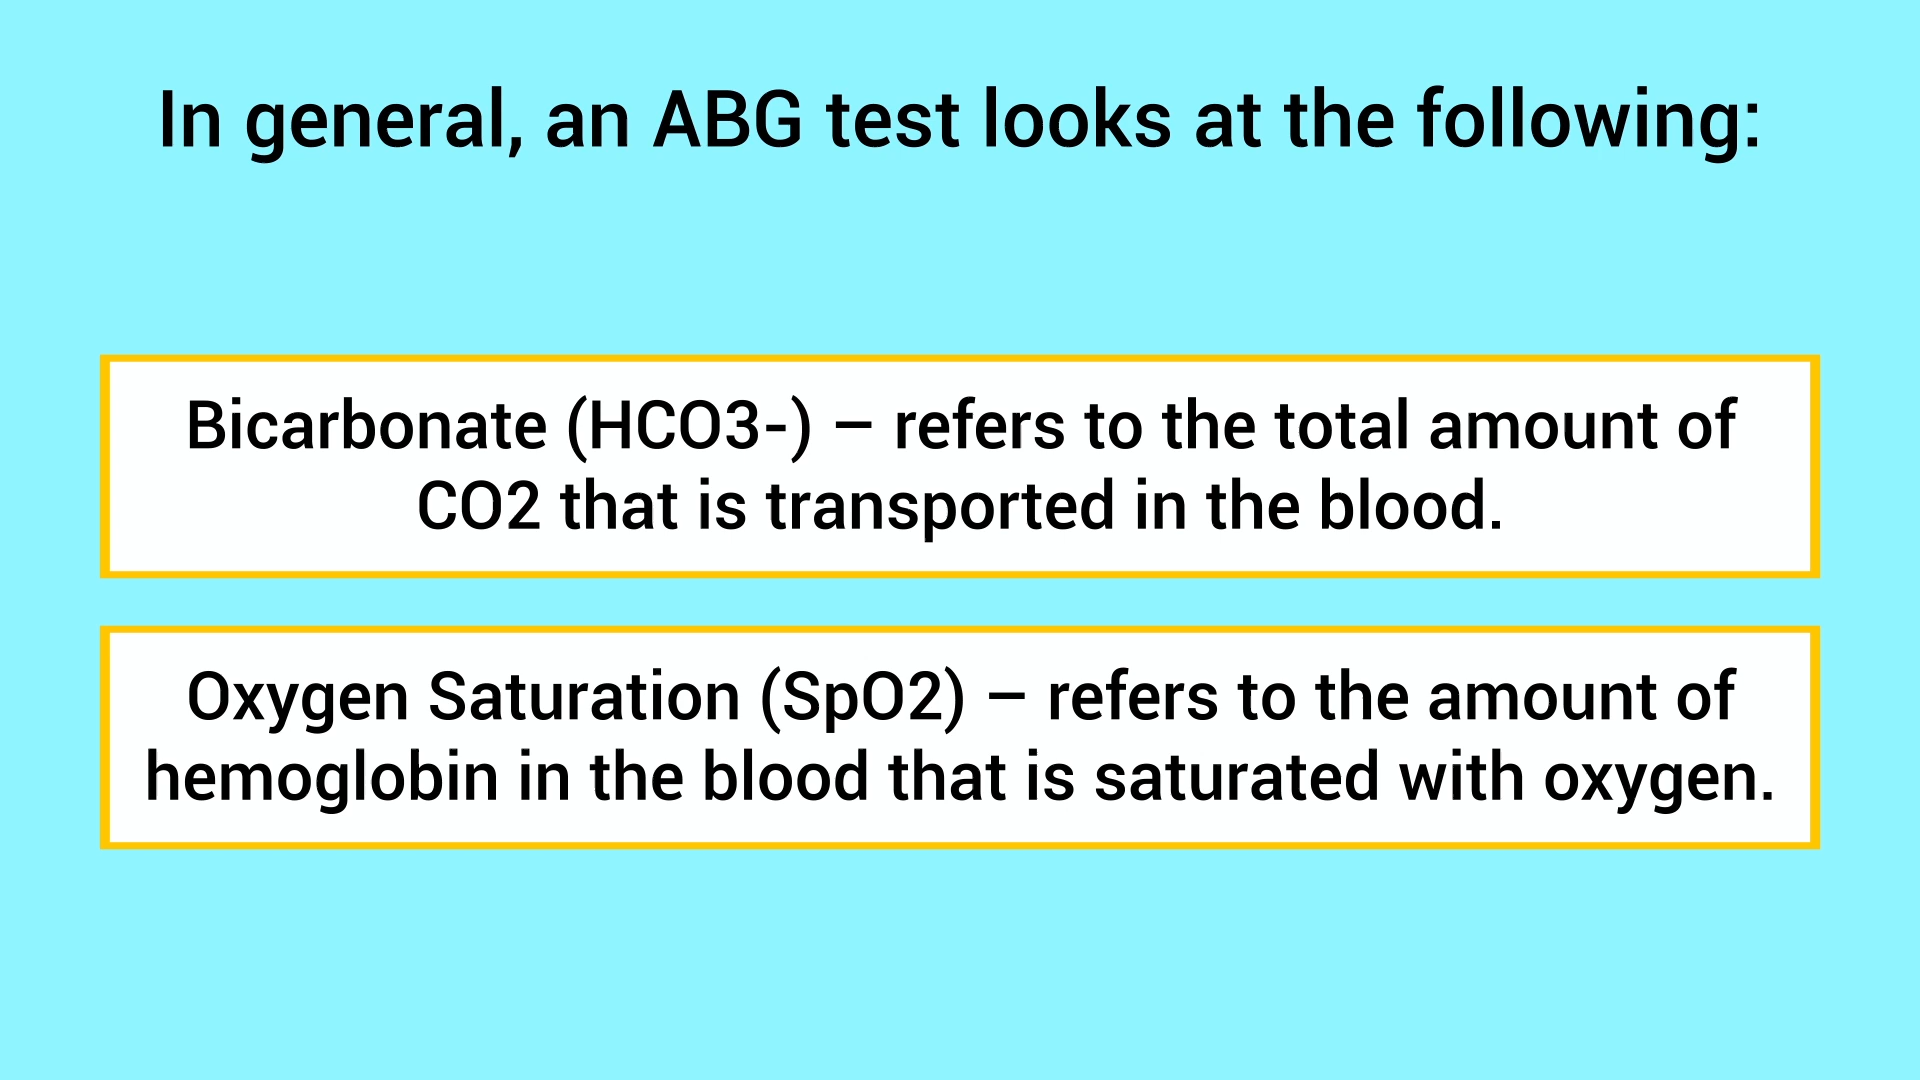 In general, an ABG test looks at the following:
Bicarbonate (HCO3-) – refers to the total amount of
CO2 that is transported in the blood.
Oxygen Saturation (SpO2) – refers to the amount of
hemoglobin in the blood that is saturated with oxygen.